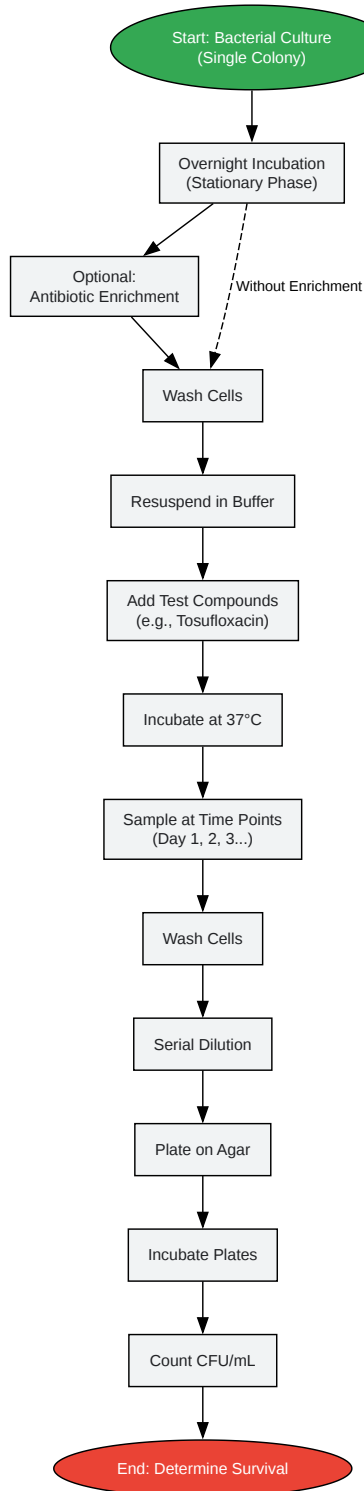 Start: Bacterial Culture
(Single Colony)
Overnight Incubation
(Stationary Phase)
Optional:
Antibiotic Enrichment
Without Enrichment
Wash Cells
Resuspend in Buffer
Add Test Compounds
(e.g., Tosufloxacin)
Incubate at 37°C
Sample at Time Points
(Day 1, 2, 3...)
Wash Cells
Serial Dilution
Plate on Agar
Incubate Plates
Count CFU/mL
End: Determine Survival